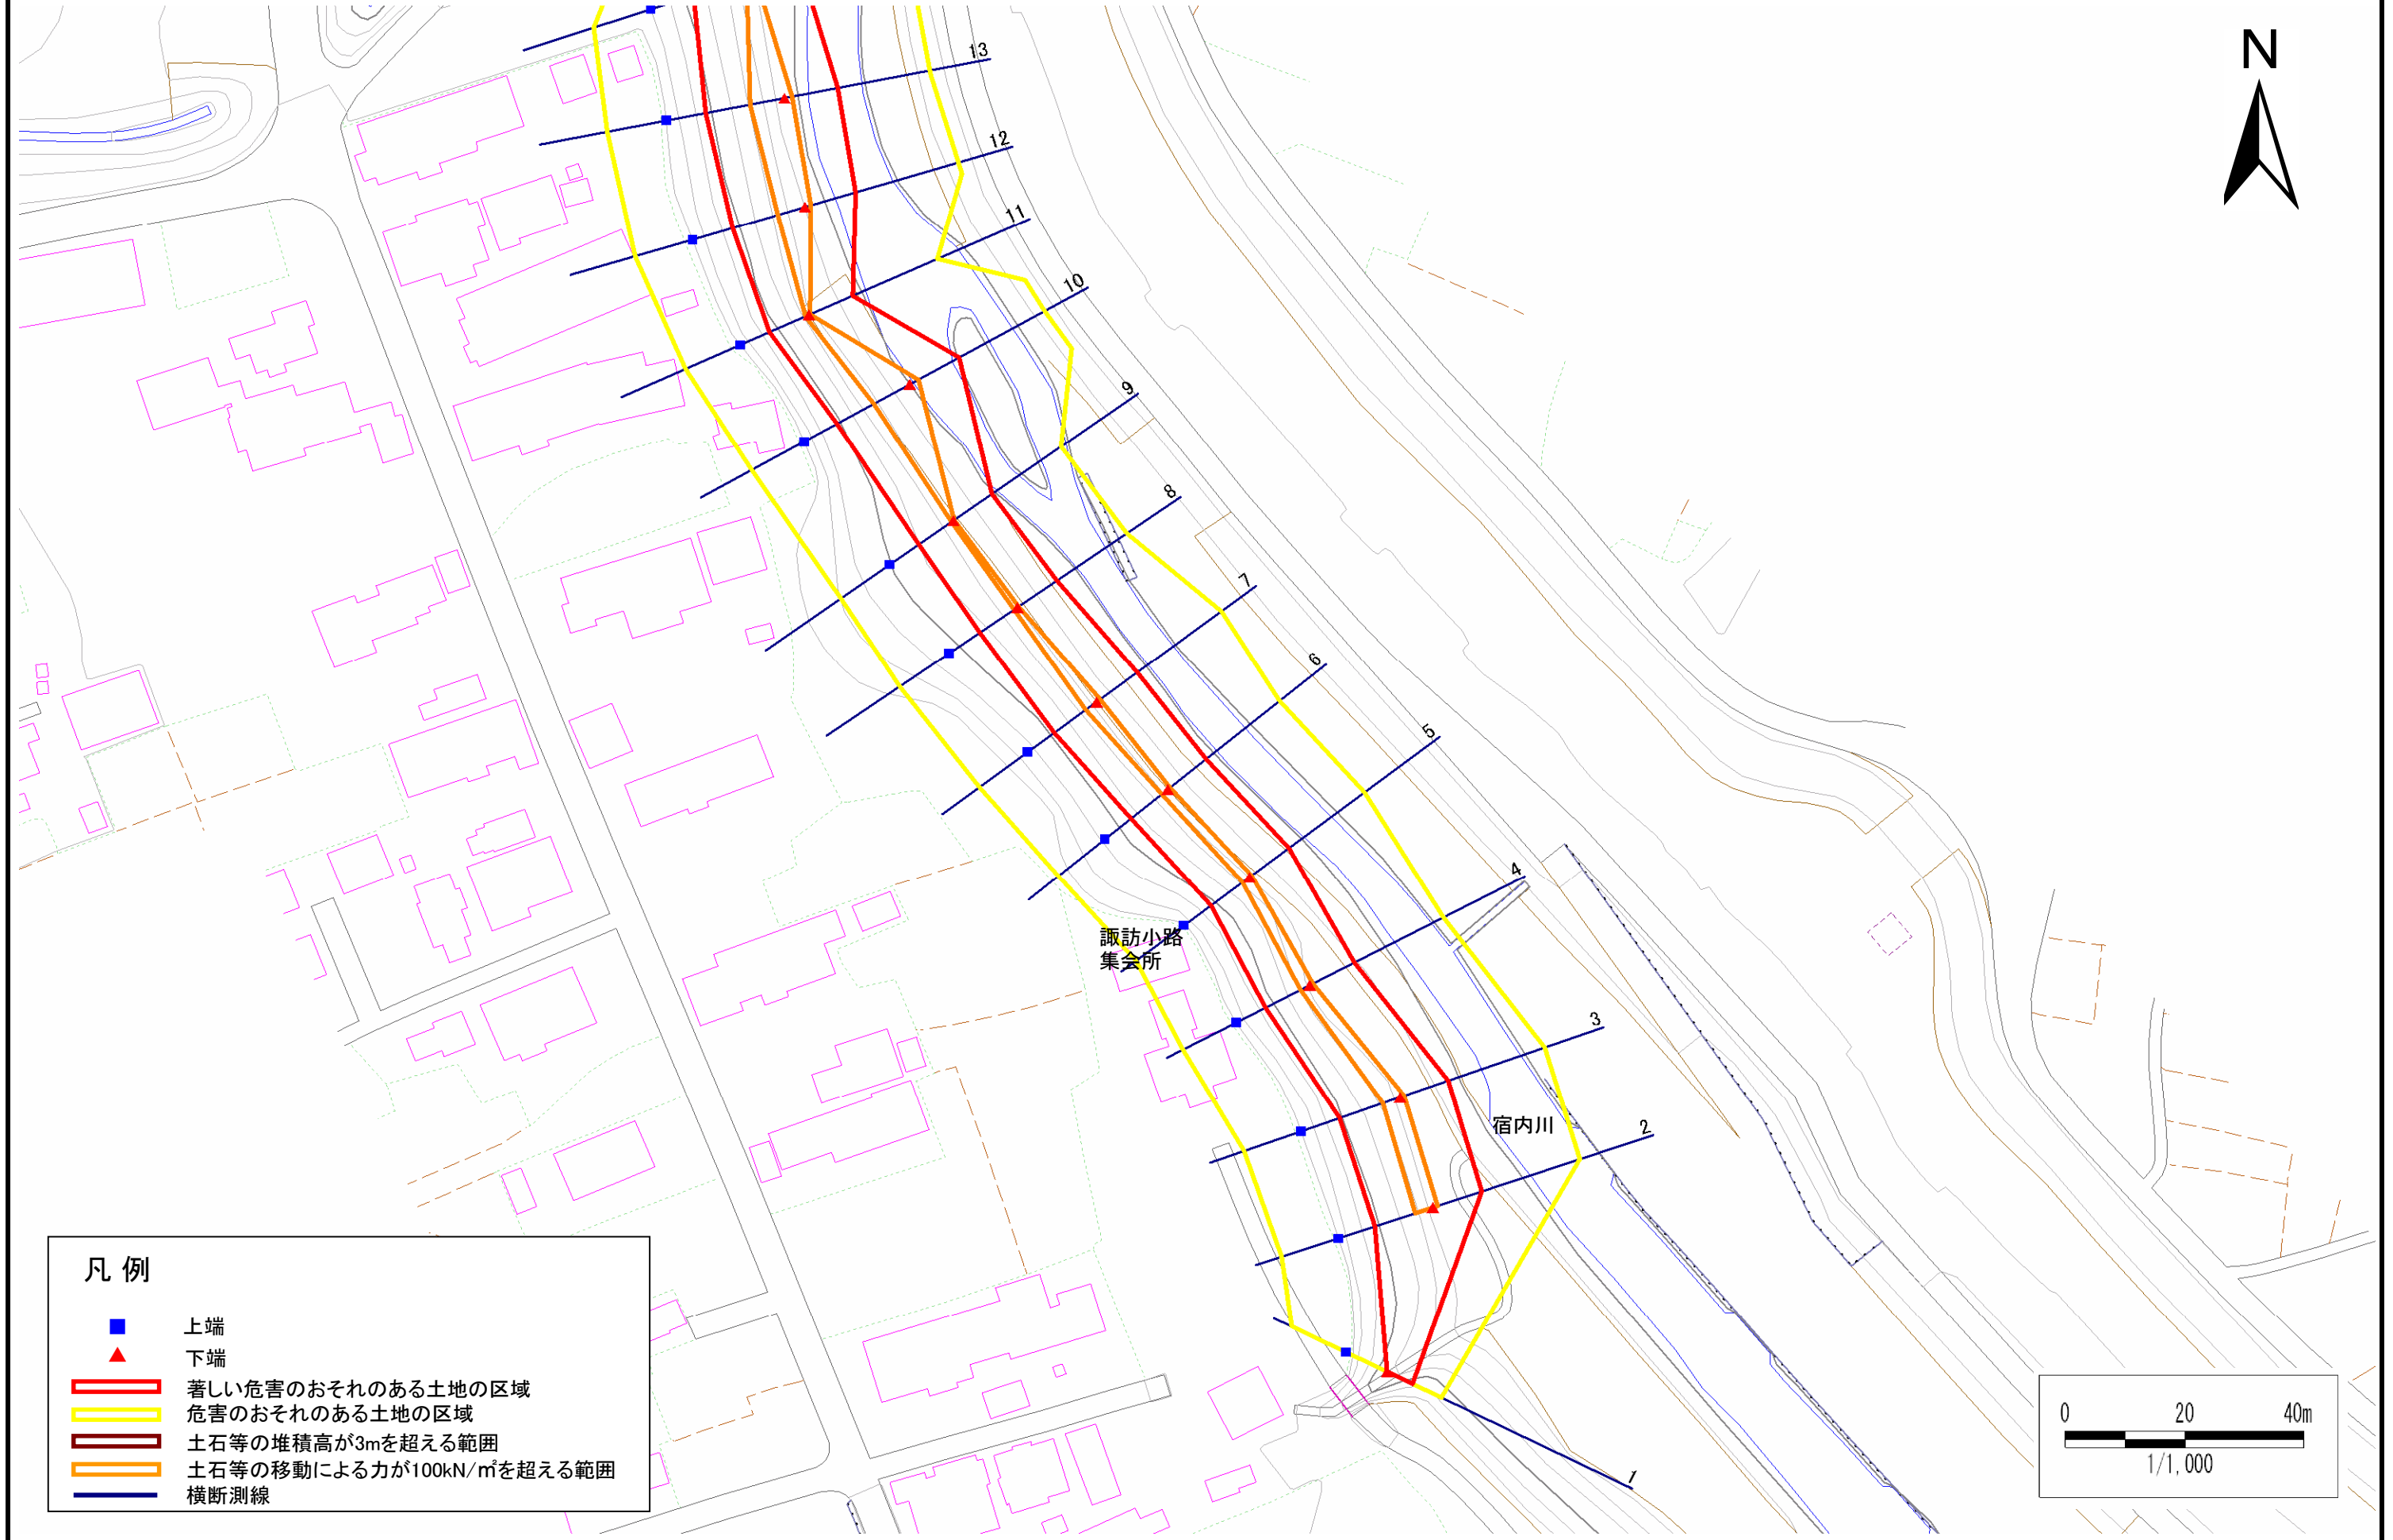 N
13
12
11
10
9
8
7
6
5
4
諏訪小路
集会所
3
宿内川
2
1
凡 例
上端
下端
著しい危害のおそれのある土地の区域
危害のおそれのある土地の区域
土石等の堆積高が3mを超える範囲
土石等の移動による力が100kN/㎡を超える範囲
横断測線
0 20 40m
1/1,000